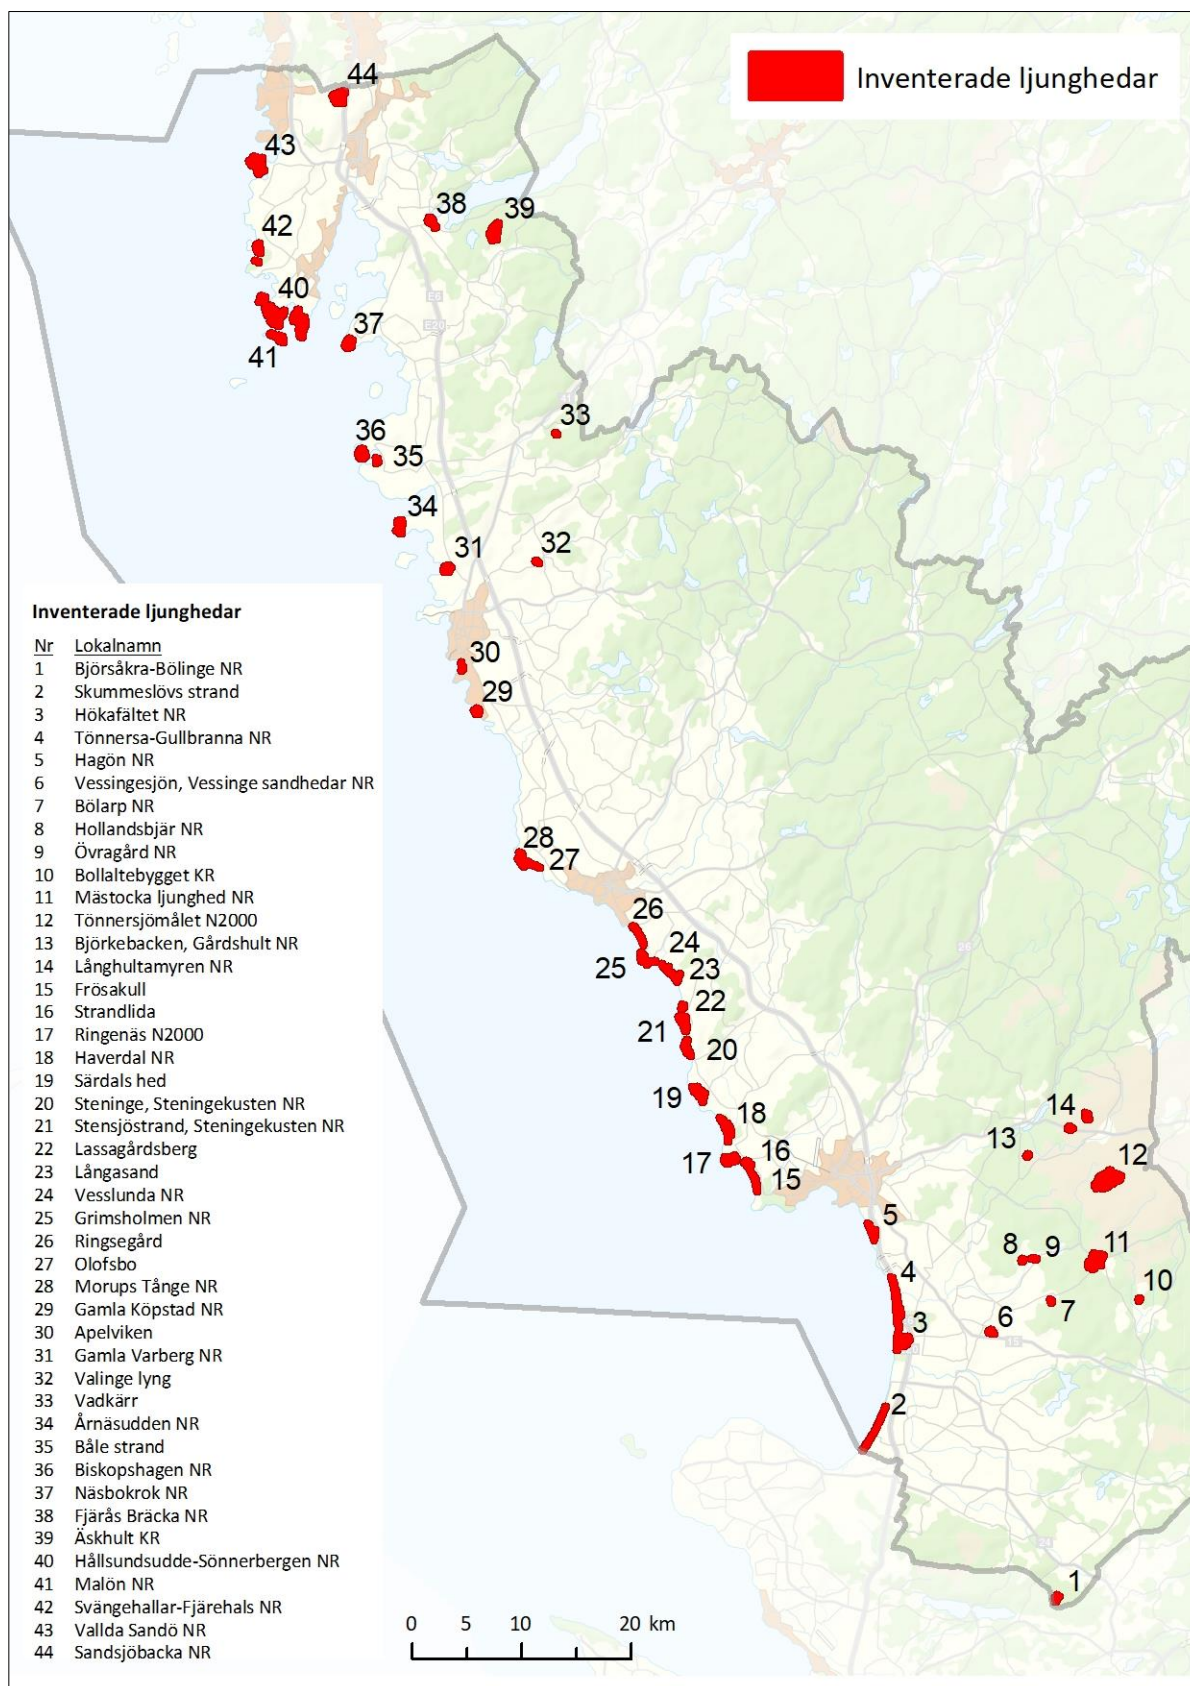 Inventerade ljunghedar
44
43
38
39
42
40
41
37
E6
E20
41
33
36
35
34
31
32
30
29
28
27
26
24
25
23
22
21
20
19
18
17
16
15
26
14
13
12
5
8
9
11
4
10
7
6
3
15
2
24
1
Inventerade ljunghedar
Nr Lokalnamn
1 Björsåkra-Bölinge NR
2 Skummeslövs strand
3 Hökafältet NR
4 Tönnersa-Gullbranna NR
5 Hagön NR
6 Vessingesjön, Vessinge sandhedar NR
7 Bölarp NR
8 Hollandsbjär NR
9 Övragård NR
10 Bollaltebygget KR
11 Mästocka ljunghed NR
12 Tönnersjömålet N2000
13 Björkebacken, Gårdshult NR
14 Långhultamyren NR
15 Frösakull
16 Strandlida
17 Ringenäs N2000
18 Haverdal NR
19 Särdals hed
20 Steninge, Steningekusten NR
21 Stensjöstrand, Steningekusten NR
22 Lassagårdsberg
23 Långasand
24 Vesslunda NR
25 Grimsholmen NR
26 Ringsegård
27 Olofsbo
28 Morups Tånge NR
29 Gamla Köpstad NR
30 Apelviken
31 Gamla Varberg NR
32 Valinge lyng
33 Vadkärr
34 Årnäsudden NR
35 Båle strand
36 Biskopshagen NR
37 Näsbokrok NR
38 Fjärås Bräcka NR
39 Äskhult KR
40 Hållsundsudde-Sönnerbergen NR
41 Malön NR
42 Svängehallar-Fjärehals NR
43 Vallda Sandö NR
44 Sandsjöbacka NR
0 5 10 20 km